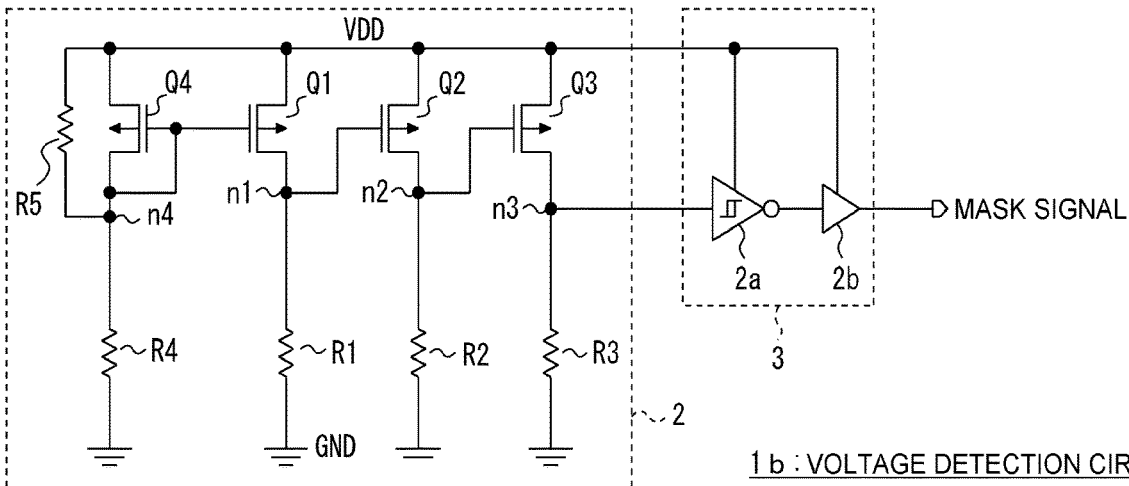 VDD
Q4
Q1
Q2
Q3
R5
n4
n1
n2
n3
2a
2b
MASK SIGNAL
3
R4
R1
R2
R3
2
GND
1b : VOLTAGE DETECTION CIR